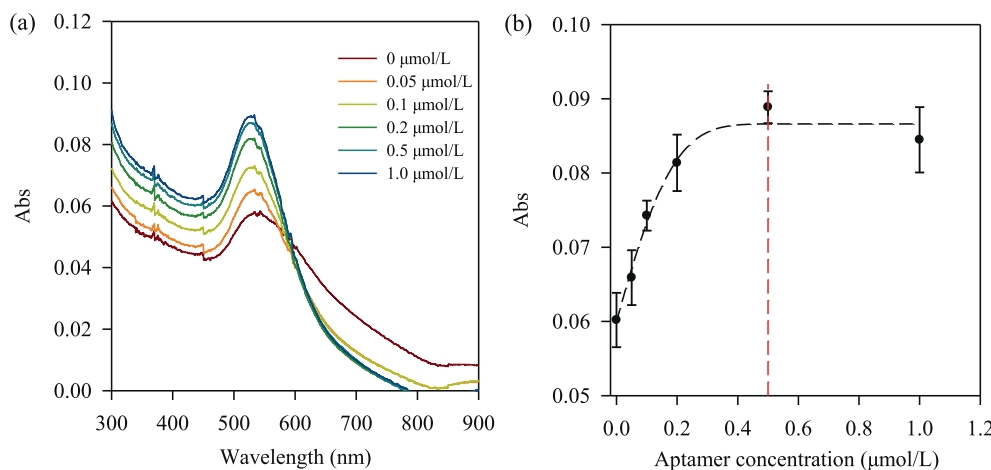 (a)
0.12
0.10
0.08
0.06
0.04
0.02
0.00
Abs
300 400 500 600 700 800 900
Wavelength (nm)
0 μmol/L
0.05 μmol/L
0.1 μmol/L
0.2 μmol/L
0.5 μmol/L
1.0 μmol/L
(b)
0.10
0.09
0.08
0.07
0.06
0.05
Abs
0.0 0.2 0.4 0.6 0.8 1.0 1.2
Aptamer concentration (μmol/L)